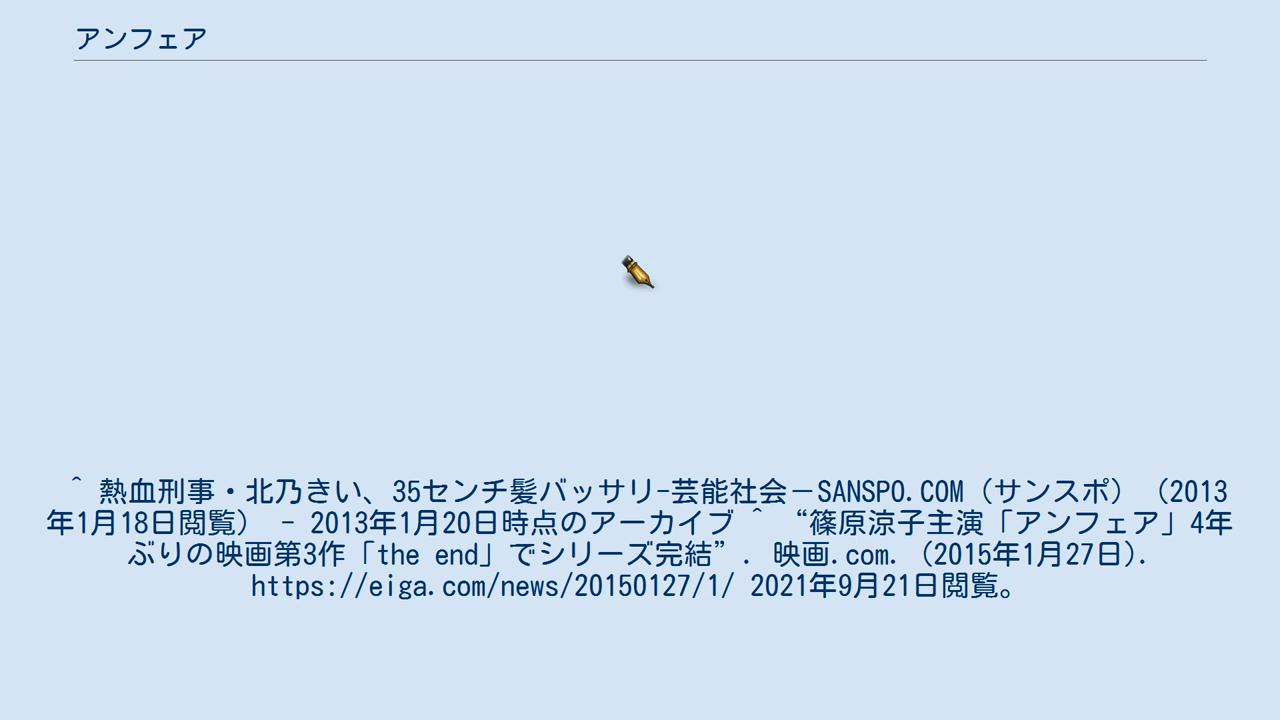 アンフェア
^ 熱血刑事・北乃きい、35センチ髪バッサリ-芸能社会－SANSPO.COM（サンスポ）（2013
年1月18日閲覧） - 2013年1月20日時点のアーカイブ ^ “篠原涼子主演「アンフェア」4年
ぶりの映画第3作「the end」でシリーズ完結”. 映画.com. (2015年1月27日).
https://eiga.com/news/20150127/1/ 2021年9月21日閲覧。